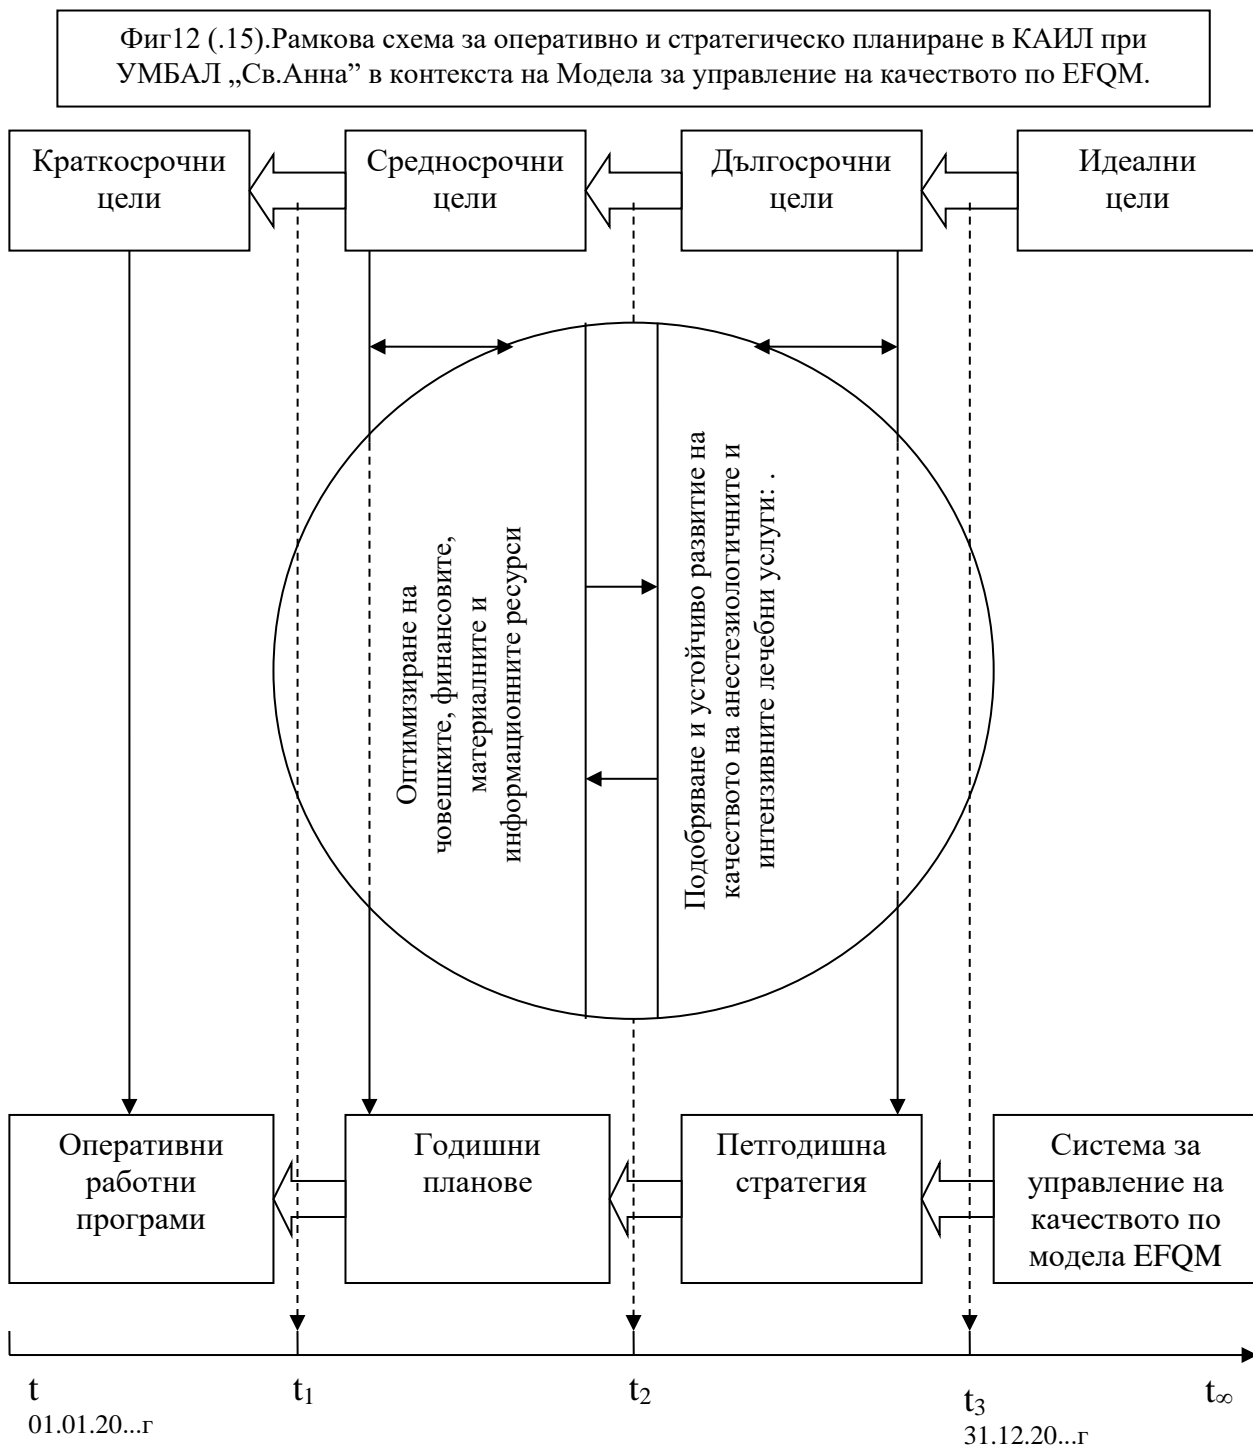 Фиг12 (.15).Рамкова схема за оперативно и стратегическо планиране в КАИЛ при
УМБАЛ „Св.Анна” в контекста на Модела за управление на качеството по EFQM.
Краткосрочни
цели
Средносрочни
цели
Дългосрочни
цели
Идеални
цели
Оптимизиране на
човешките, финансовите,
материалните и
информационните ресурси
Подобряване и устойчиво развитие на
качеството на анестезиологичните и
интензивните лечебни услуги: .
Оперативни
работни
програми
Годишни
планове
Петгодишна
стратегия
Система за
управление на
качеството по
модела EFQM
t
01.01.20...г
t₁
t₂
t₃
31.12.20...г
t∞